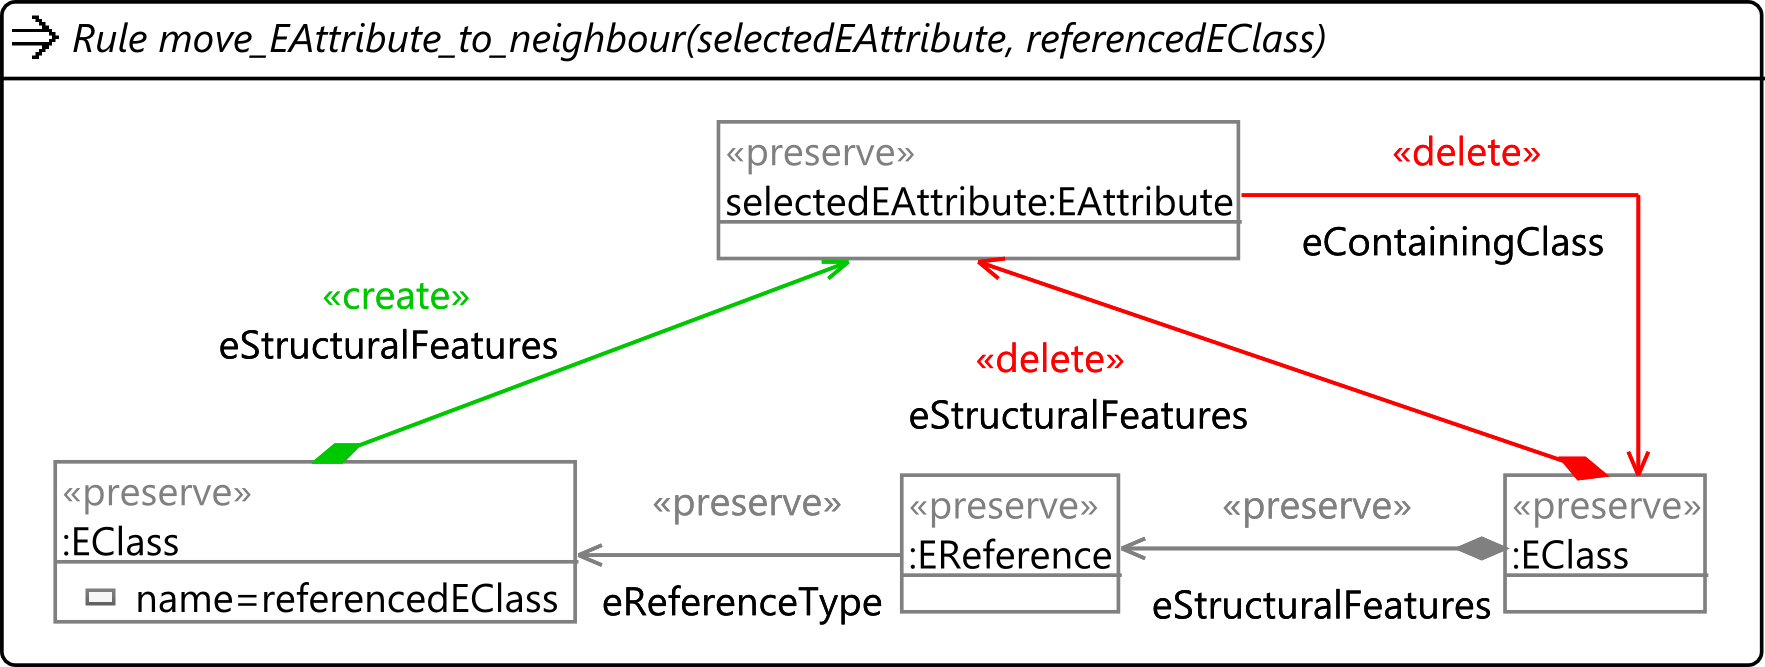 Rule move_EAttribute_to_neighbour(selectedEAttribute, referencedEClass)
«preserve»
selectedEAttribute:EAttribute
«delete»
eContainingClass
«create»
eStructuralFeatures
«delete»
eStructuralFeatures
«preserve»
:EClass
name=referencedEClass
«preserve»
eReferenceType
«preserve»
:EReference
«preserve»
eStructuralFeatures
«preserve»
:EClass